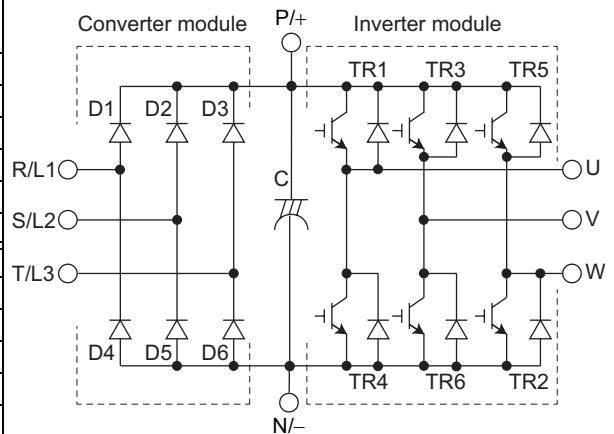 Converter module
P/+
Inverter module
TR1
TR3
TR5
D1
D2
D3
R/L1
U
C
S/L2
V
T/L3
W
D4
D5
D6
TR4
TR6
TR2
N/−